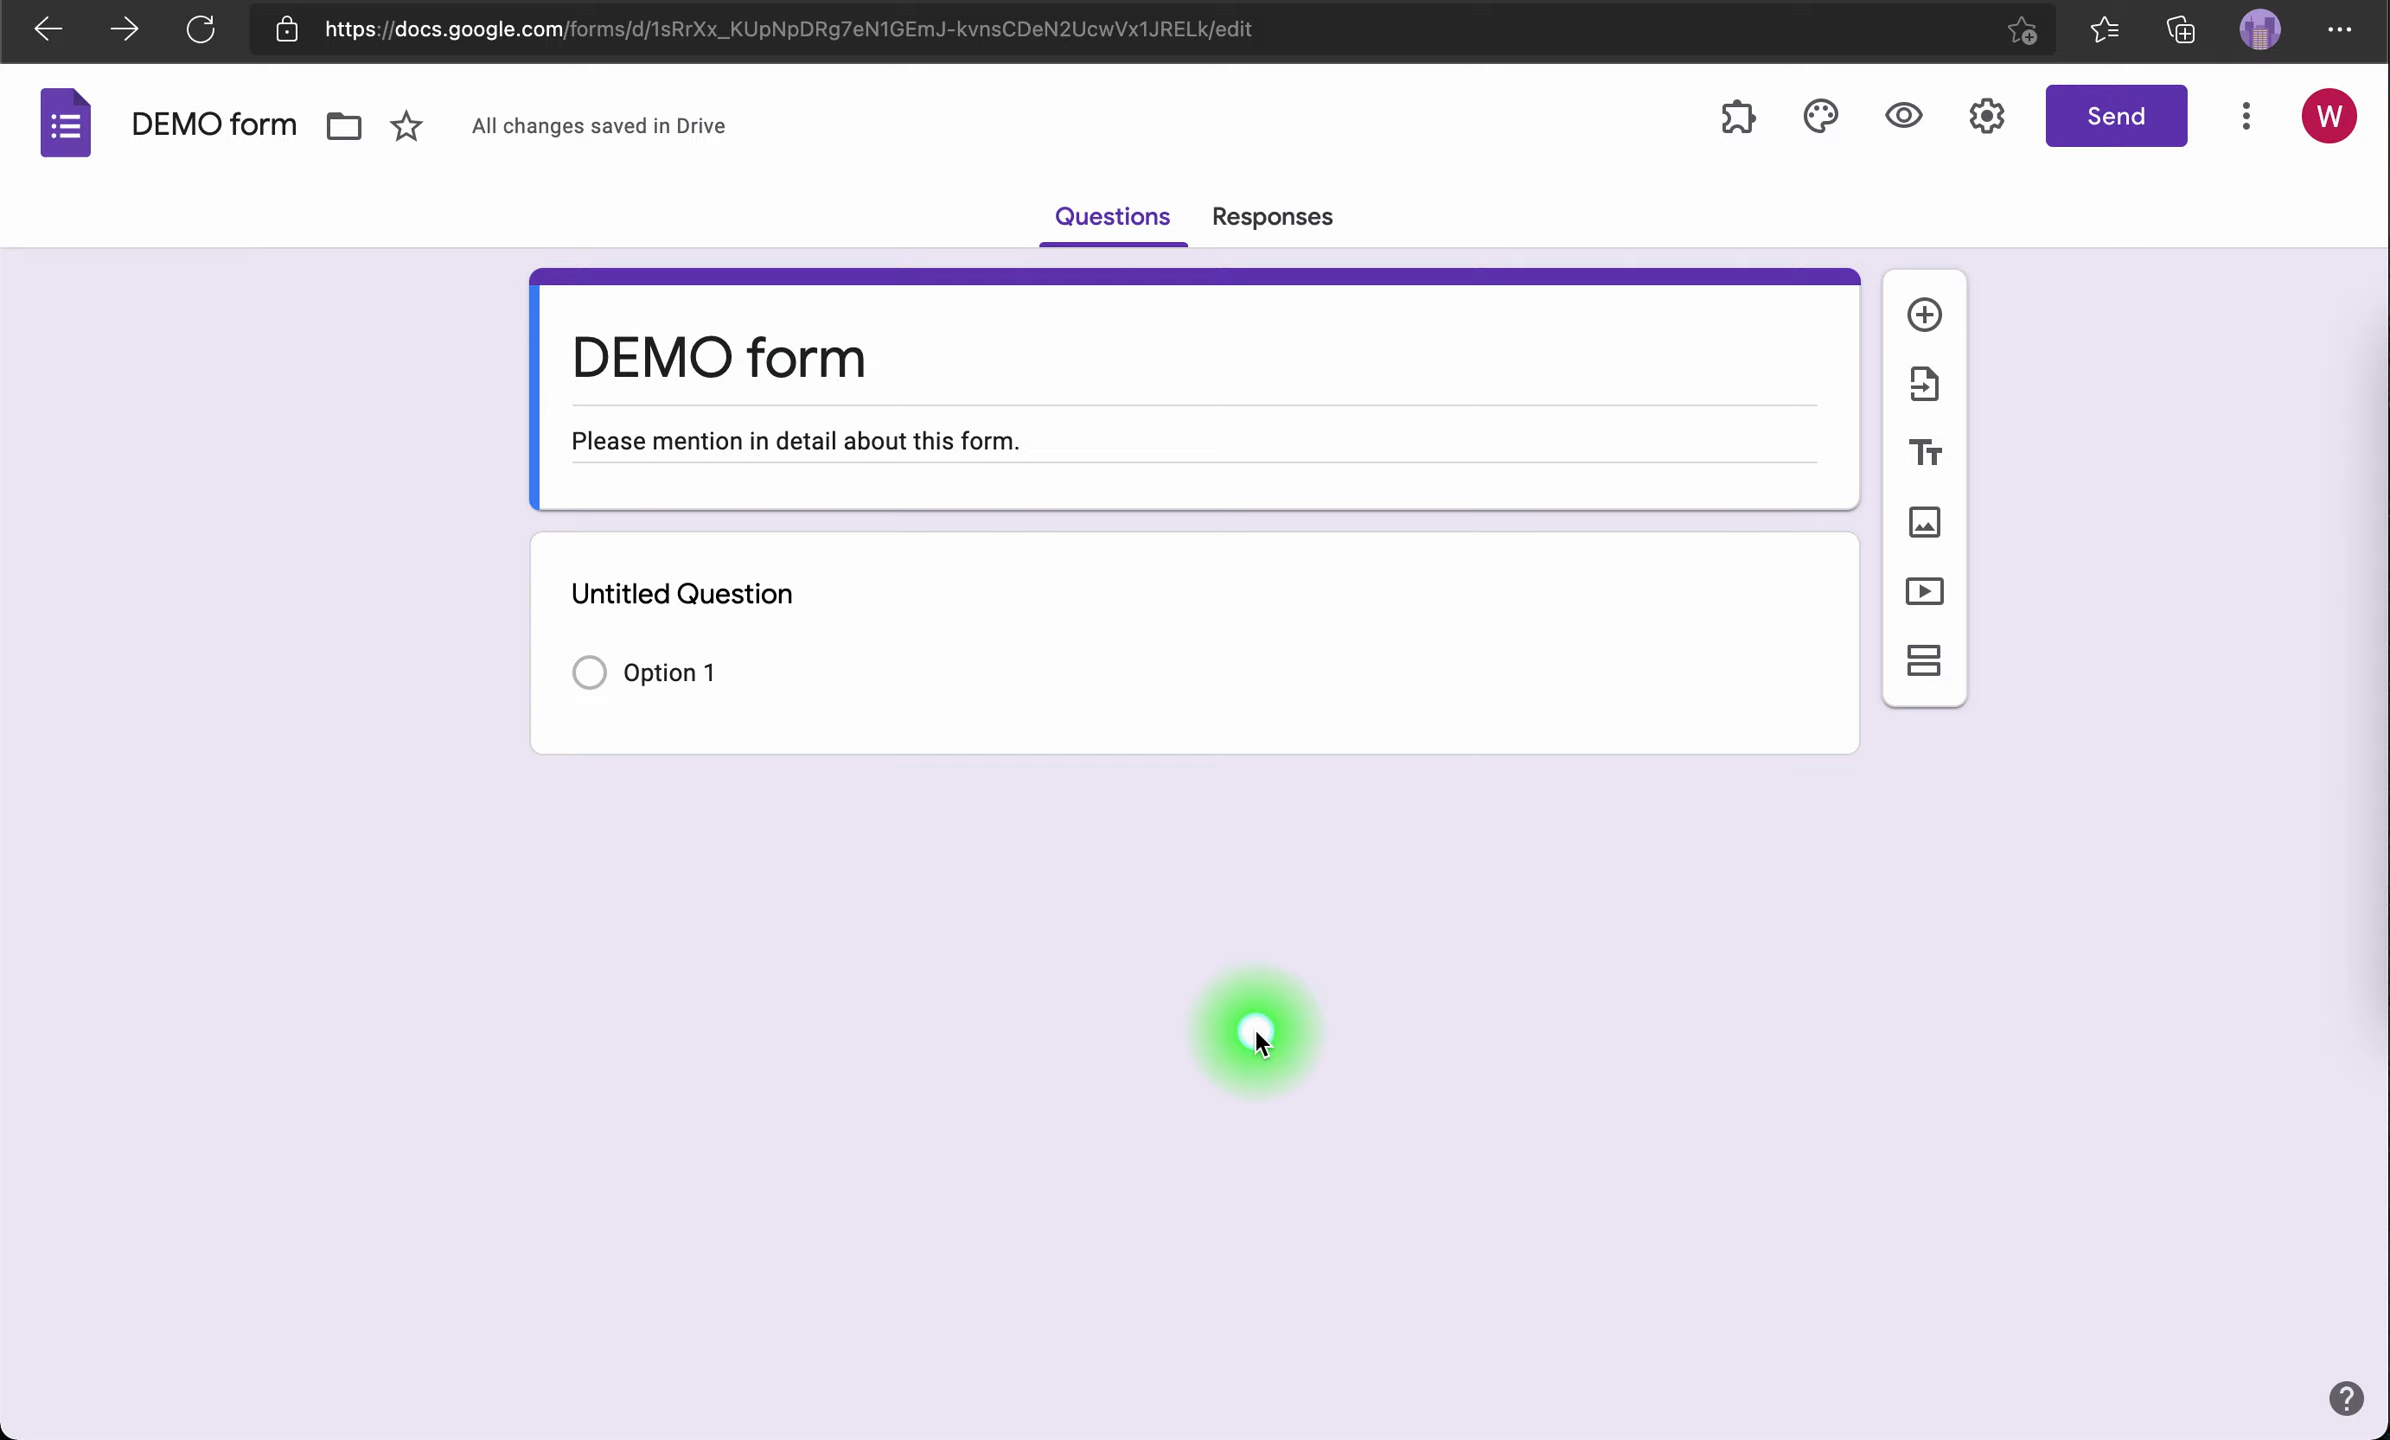 https://docs.google.com/forms/d/1sRrXx_KUpNpDRg7eN1GEmJ-kvnsCDeN2UcwVx1JRELk/edit
DEMO form
All changes saved in Drive
Send
W
Questions
Responses
DEMO form
Please mention in detail about this form.
Untitled Question
Option 1